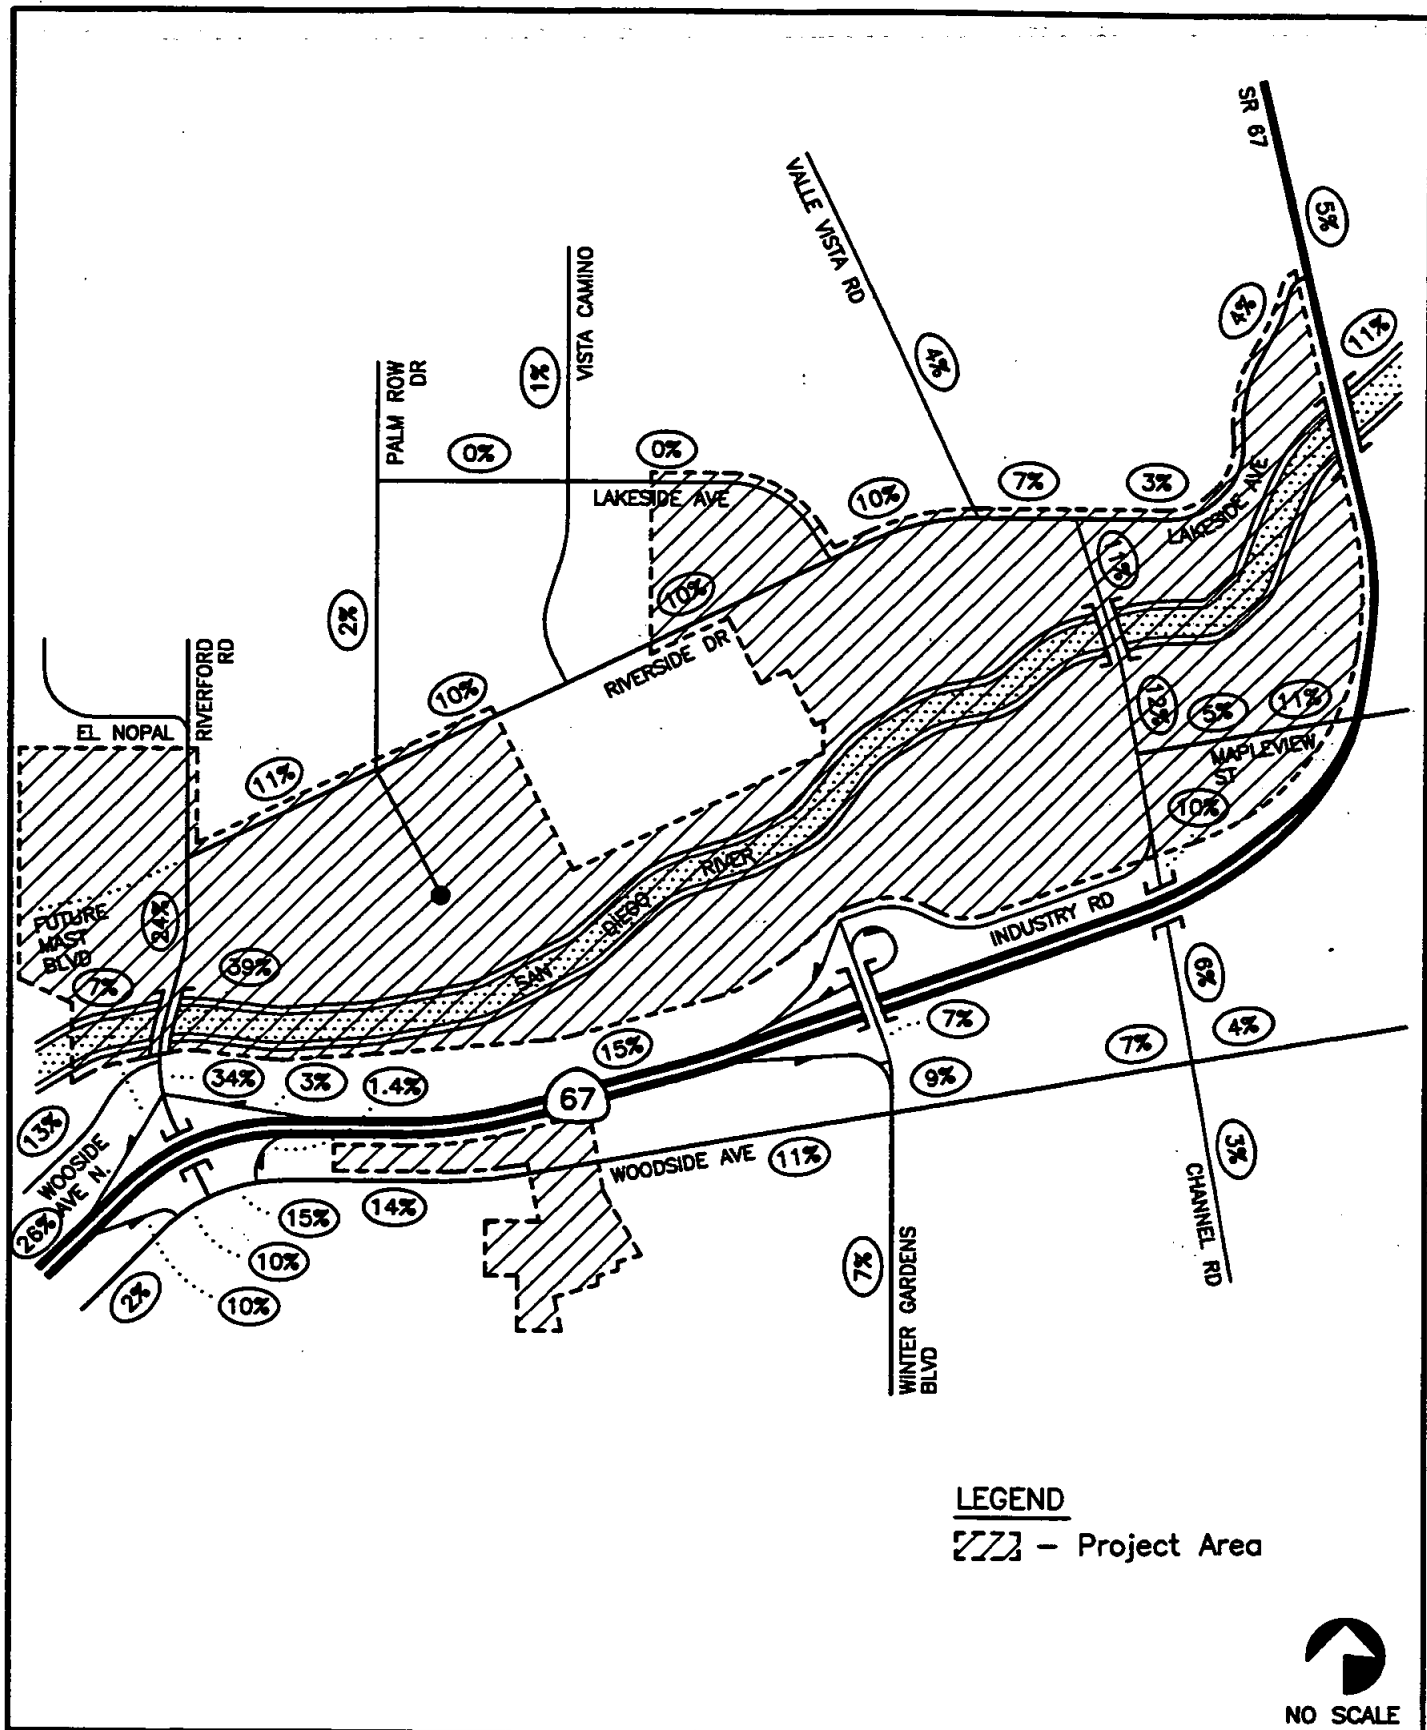 SR 67
5%
VALLE VISTA RD
VISTA CAMINO
4%
11%
PALM ROW
DR
1%
4%
0%
0%
LAKESIDE AVE
10%
7%
3%
LAKESIDE AVE
11%
10%
2%
RIVERSIDE DR
RIVERFORD
RD
10%
12%
5%
11%
EL NOPAL
MAPLEVIEW
ST
11%
10%
SAN DIEGO RIVER
FUTURE
MAST
BLVD
24%
39%
7%
INDUSTRY RD
6%
7%
4%
7%
15%
9%
34%
3%
1.4%
67
13%
WOOSIDE
AVE N.
WOODSIDE AVE
11%
3%
CHANNEL RD
14%
15%
26%
10%
2%
10%
7%
WINTER GARDENS
BLVD
LEGEND
- Project Area
NO SCALE